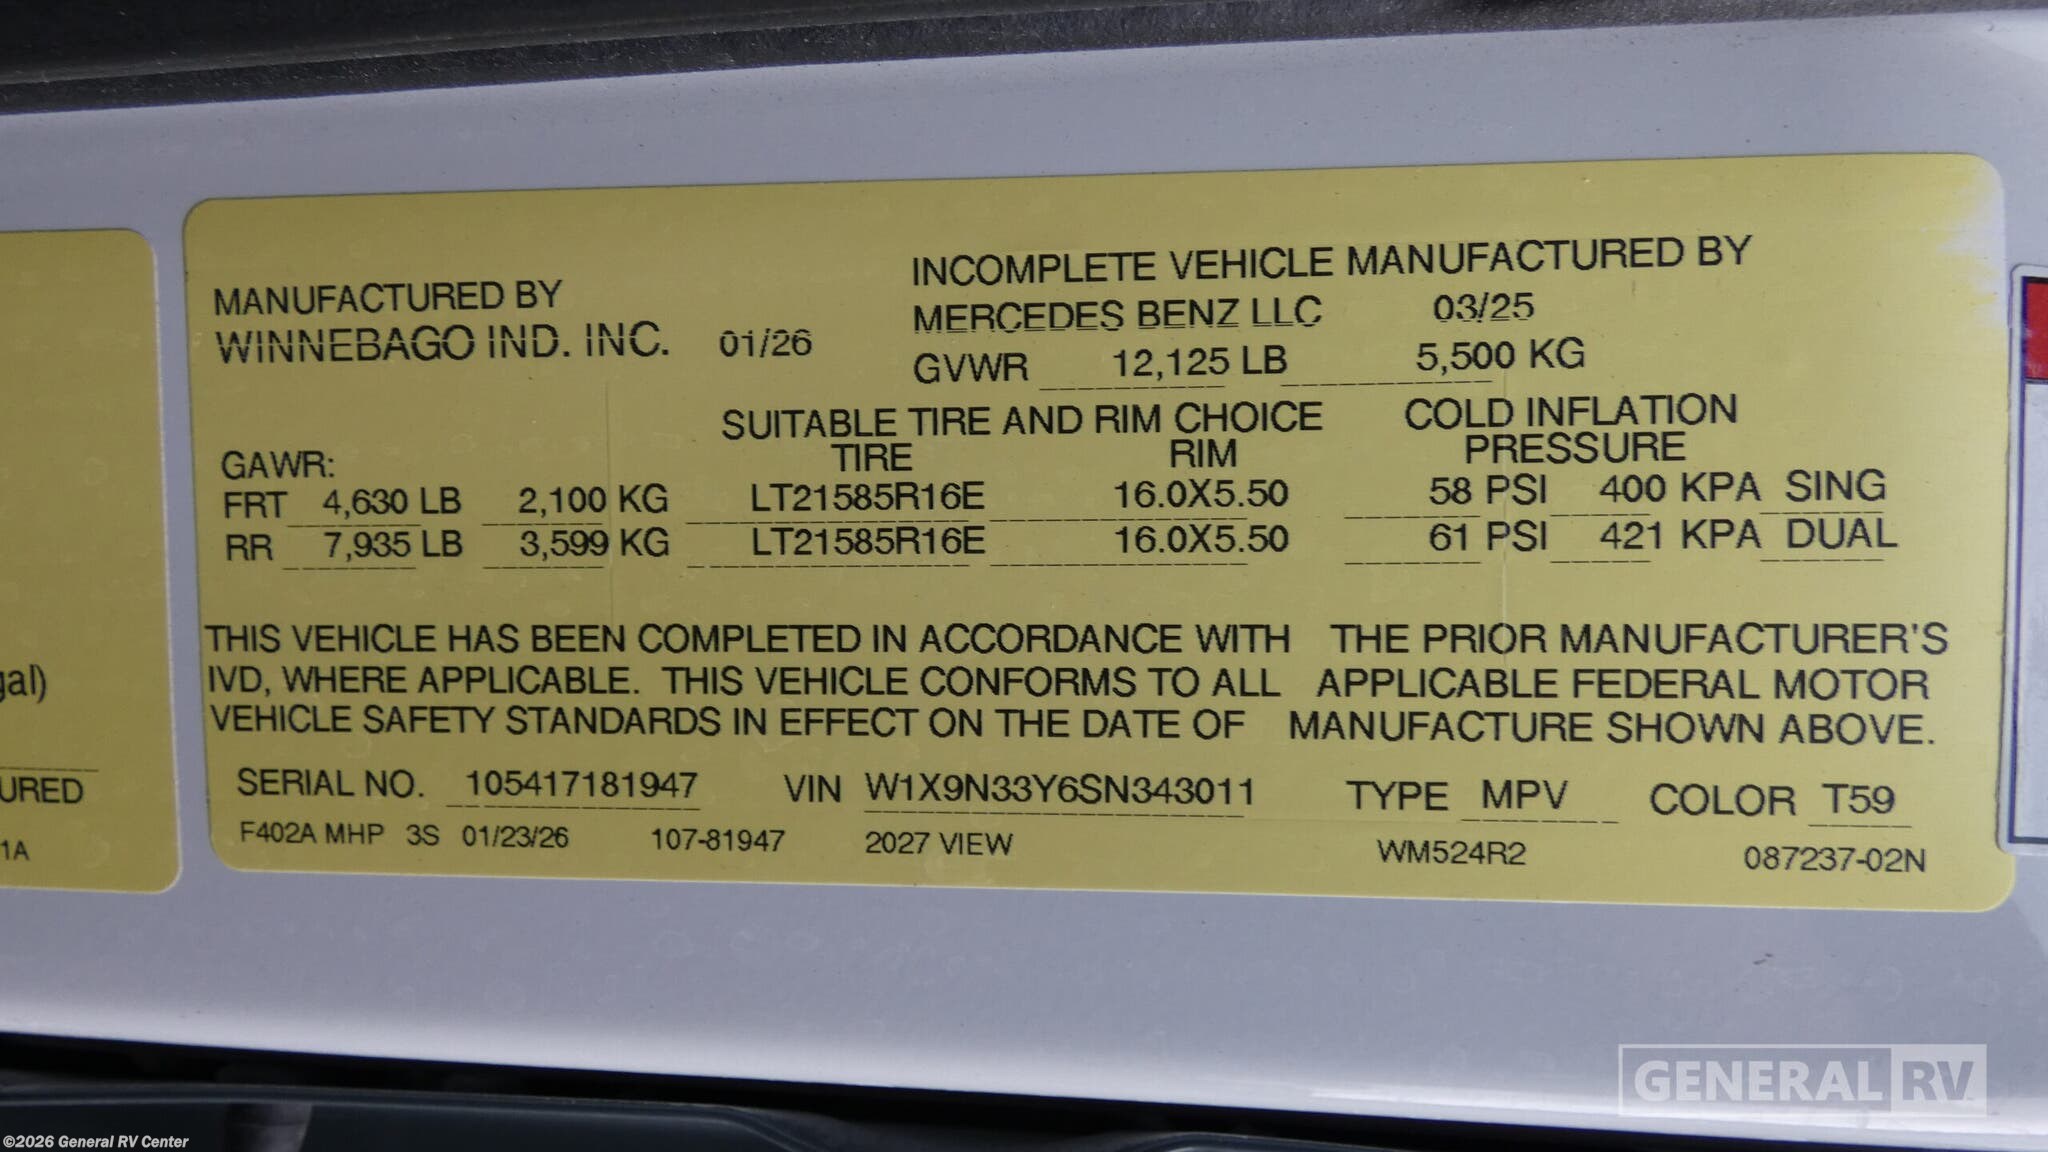 INCOMPLETE VEHICLE MANUFACTURED BY
MANUFACTURED BY MERCEDES BENZ LLC 03/25
WINNEBAGO IND. INC. 01/26 GVWR 12,125 LB 5,500 KG
SUITABLE TIRE AND RIM CHOICE COLD INFLATION
GAWR: TIRE RIM PRESSURE
FRT 4,630 LB 2,100 KG LT21585R16E 16.0X5.50 58 PSI 400 KPA SING
RR 7,935 LB 3,599 KG LT21585R16E 16.0X5.50 61 PSI 421 KPA DUAL
THIS VEHICLE HAS BEEN COMPLETED IN ACCORDANCE WITH THE PRIOR MANUFACTURER'S
IVD, WHERE APPLICABLE. THIS VEHICLE CONFORMS TO ALL APPLICABLE FEDERAL MOTOR
VEHICLE SAFETY STANDARDS IN EFFECT ON THE DATE OF MANUFACTURE SHOWN ABOVE.
SERIAL NO. 105417181947 VIN W1X9N33Y6SN343011 TYPE MPV COLOR T59
F402A MHP 3S 01/23/26 107-81947 2027 VIEW WM524R2 087237-02N
gal)
URED
1A
GENERAL RV
©2026 General RV Center